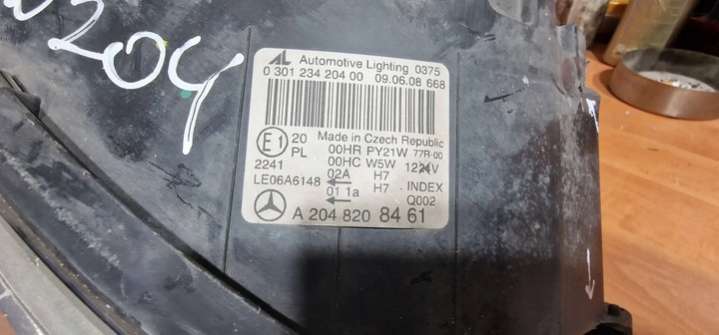 204
AL Automotive Lighting 0375
0 301 234 204 00 09.06.08 668
E1 20 Made in Czech Republic
PL 00HR PY21W 77R-00
2241 00HC W5W 12V
LE06A6148 02A H7
01 1a H7 INDEX
Q002
A 204 820 8461